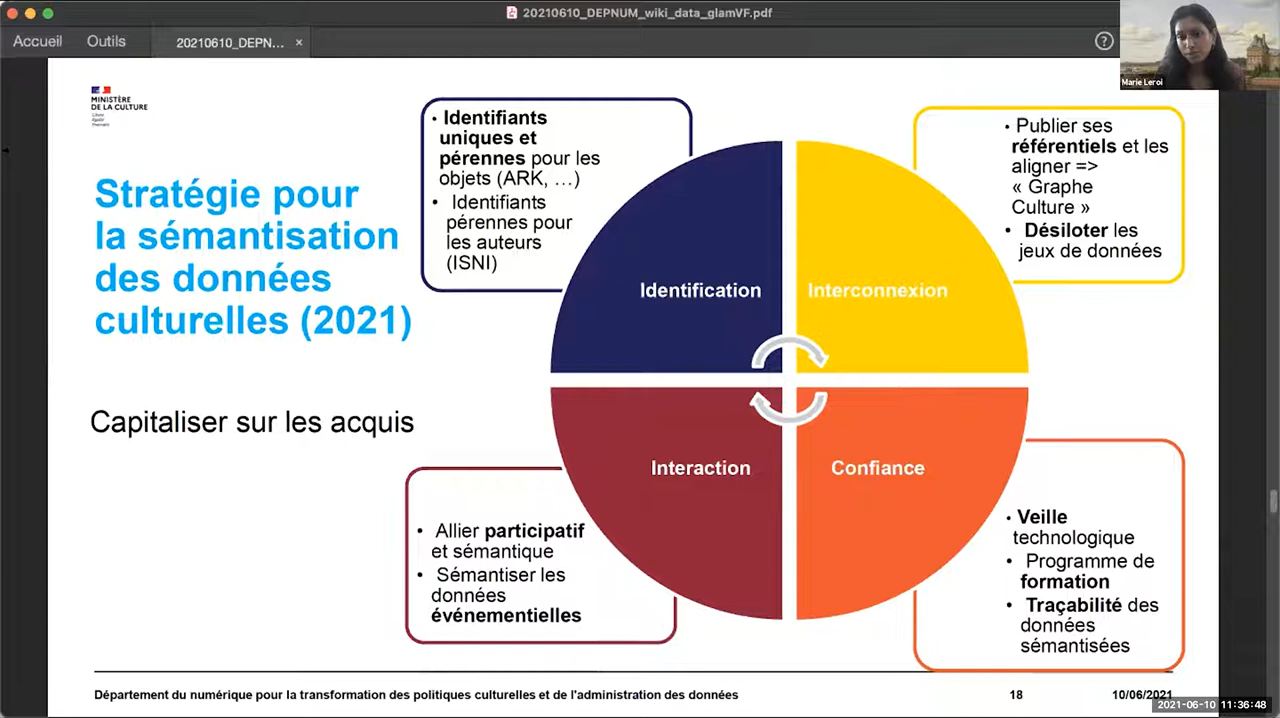 20210610_DEPNUM_wiki_data_glamVF.pdf
Accueil Outils 20210610_DEPN... × ?
Marie Leroi
MINISTÈRE
DE LA CULTURE
Liberté
Égalité
Fraternité
Stratégie pour
la sémantisation
des données
culturelles (2021)
Capitaliser sur les acquis
• Identifiants
uniques et
pérennes pour les
objets (ARK, …)
• Identifiants
pérennes pour
les auteurs
(ISNI)
• Publier ses
référentiels et les
aligner =>
« Graphe
Culture »
• Désiloter les
jeux de données
Identification
Interconnexion
Interaction
Confiance
• Allier participatif
et sémantique
• Sémantiser les
données
événementielles
• Veille
technologique
• Programme de
formation
• Traçabilité des
données
sémantisées
Département du numérique pour la transformation des politiques culturelles et de l'administration des données 18 10/06/2021
2021-06-10 11:36:48